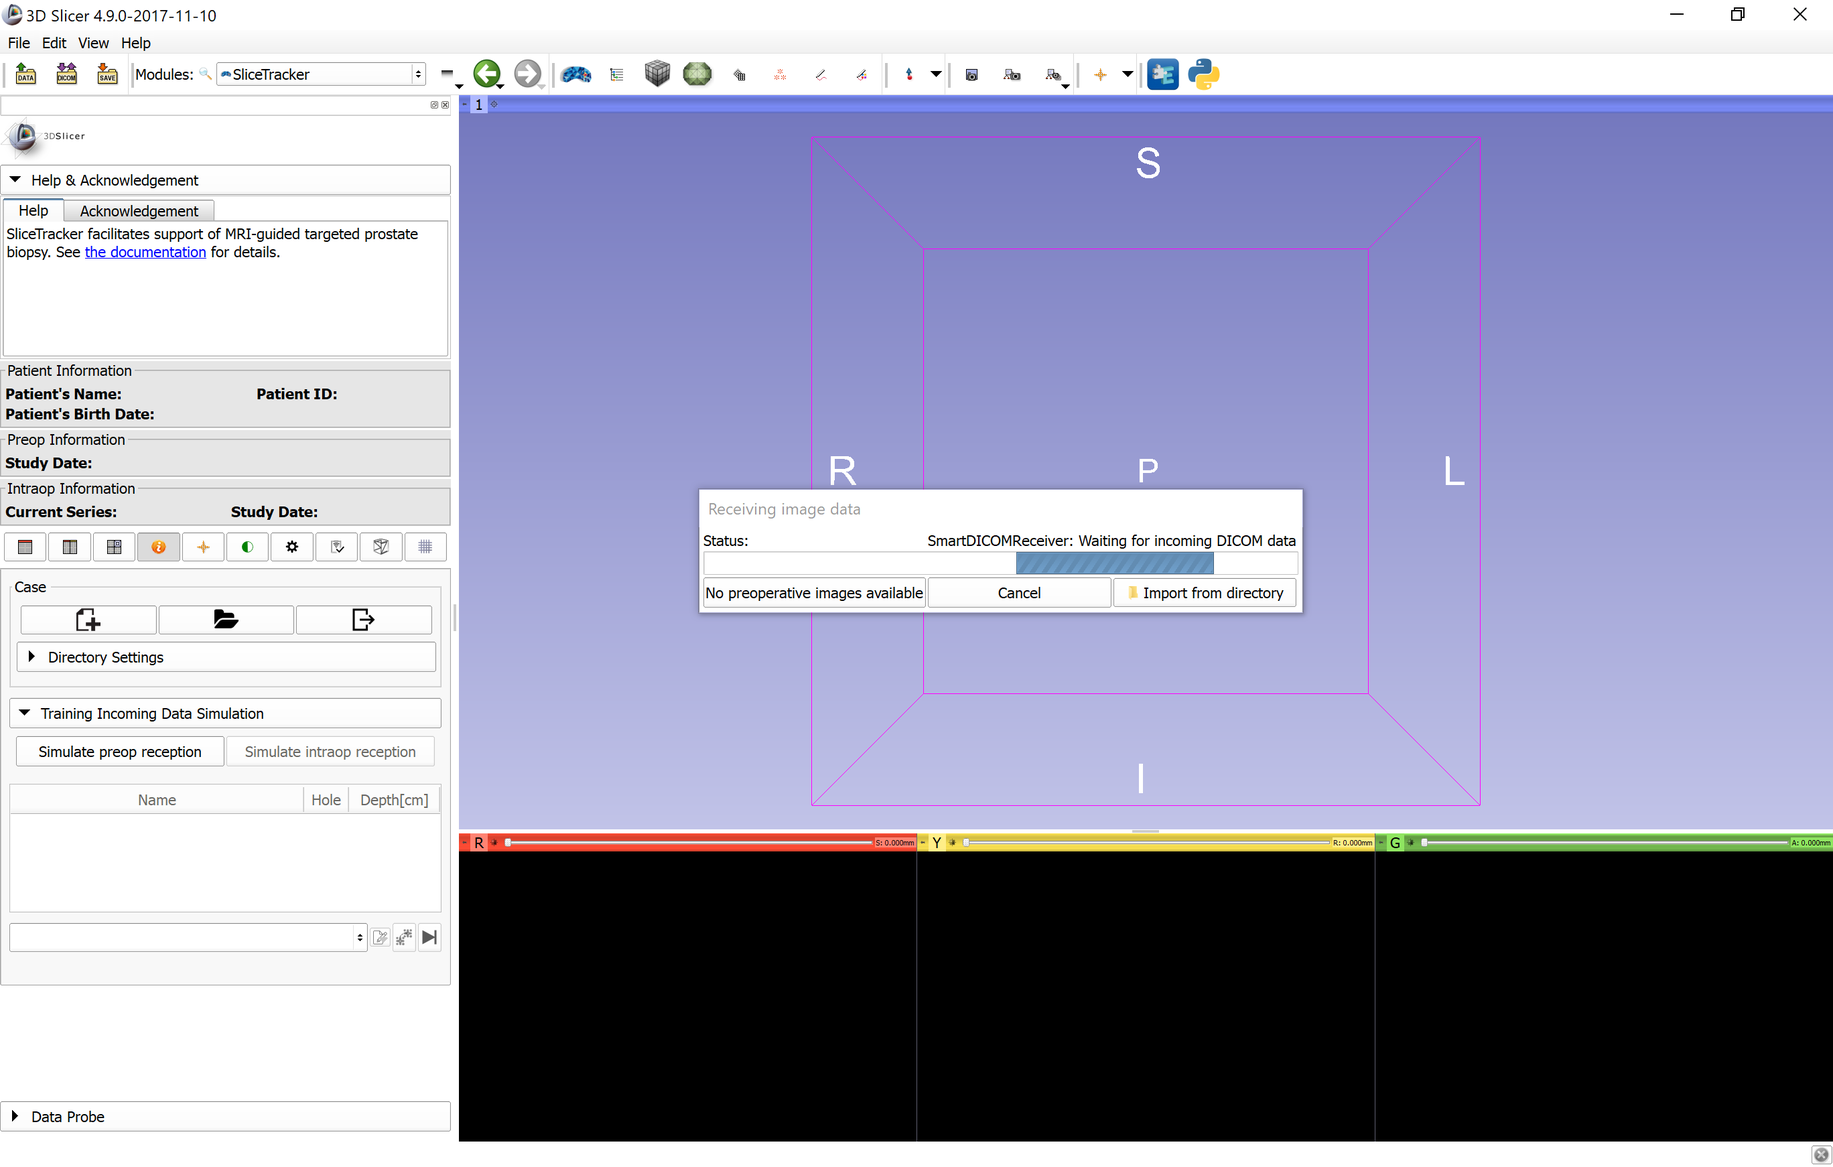 3D Slicer 4.9.0-2017-11-10
File Edit View Help
DATA DICOM SAVE Modules: SliceTracker
1
3DSlicer
Help & Acknowledgement
Help Acknowledgement
SliceTracker facilitates support of MRI-guided targeted prostate
biopsy. See the documentation for details.
Patient Information
Patient's Name: Patient ID:
Patient's Birth Date:
Preop Information
Study Date:
Intraop Information
Current Series: Study Date:
Case
Directory Settings
Training Incoming Data Simulation
Simulate preop reception Simulate intraop reception
Name Hole Depth[cm]
Data Probe
S
R P L
Receiving image data
Status: SmartDICOMReceiver: Waiting for incoming DICOM data
No preoperative images available Cancel Import from directory
I
R S: 0.000mm Y R: 0.000mm G A: 0.000mm